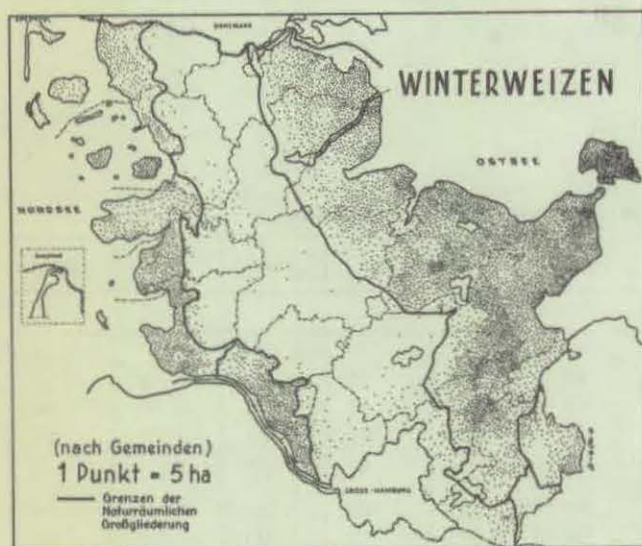 DÄNEMARK
WINTERWEIZEN
OSTSEE
NORDSEE
(nach Gemeinden)
1 Punkt = 5 ha
Grenzen der
Naturräumlichen
Großgliederung
GROSS-HAMBURG